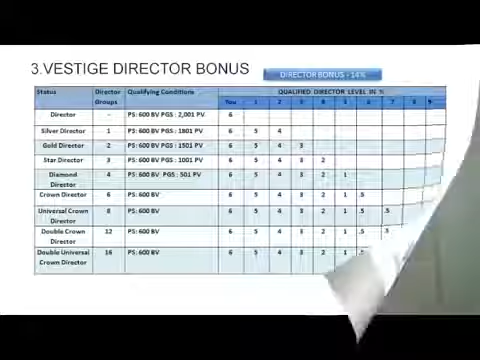 3.VESTIGE DIRECTOR BONUS
DIRECTOR BONUS - 14%
Status Director Groups Qualifying Conditions QUALIFIED DIRECTOR LEVEL IN %
You 1 2 3 4 5 6 7 8 9
Director - PS: 600 BV PGS : 2,001 PV 6
Silver Director 1 PS: 600 BV PGS : 1801 PV 6 5 4
Gold Director 2 PS: 600 BV PGS : 1501 PV 6 5 4 3
Star Director 3 PS: 600 BV PGS : 1001 PV 6 5 4 3 2
Diamond Director 4 PS: 600 BV PGS : 501 PV 6 5 4 3 2 1
Crown Director 6 PS: 600 BV 6 5 4 3 2 1 .5
Universal Crown Director 8 PS: 600 BV 6 5 4 3 2 1 .5 .5
Double Crown Director 12 PS: 600 BV 6 5 4 3 2 1 .5
Double Universal Crown Director 16 PS: 600 BV 6 5 4 3 2 1